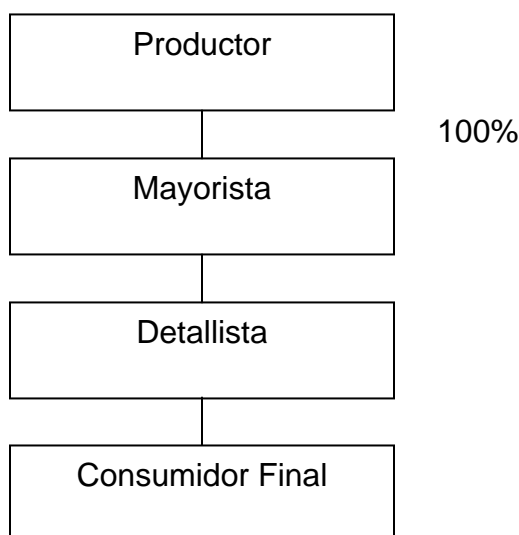 Productor
100%
Mayorista
Detallista
Consumidor Final